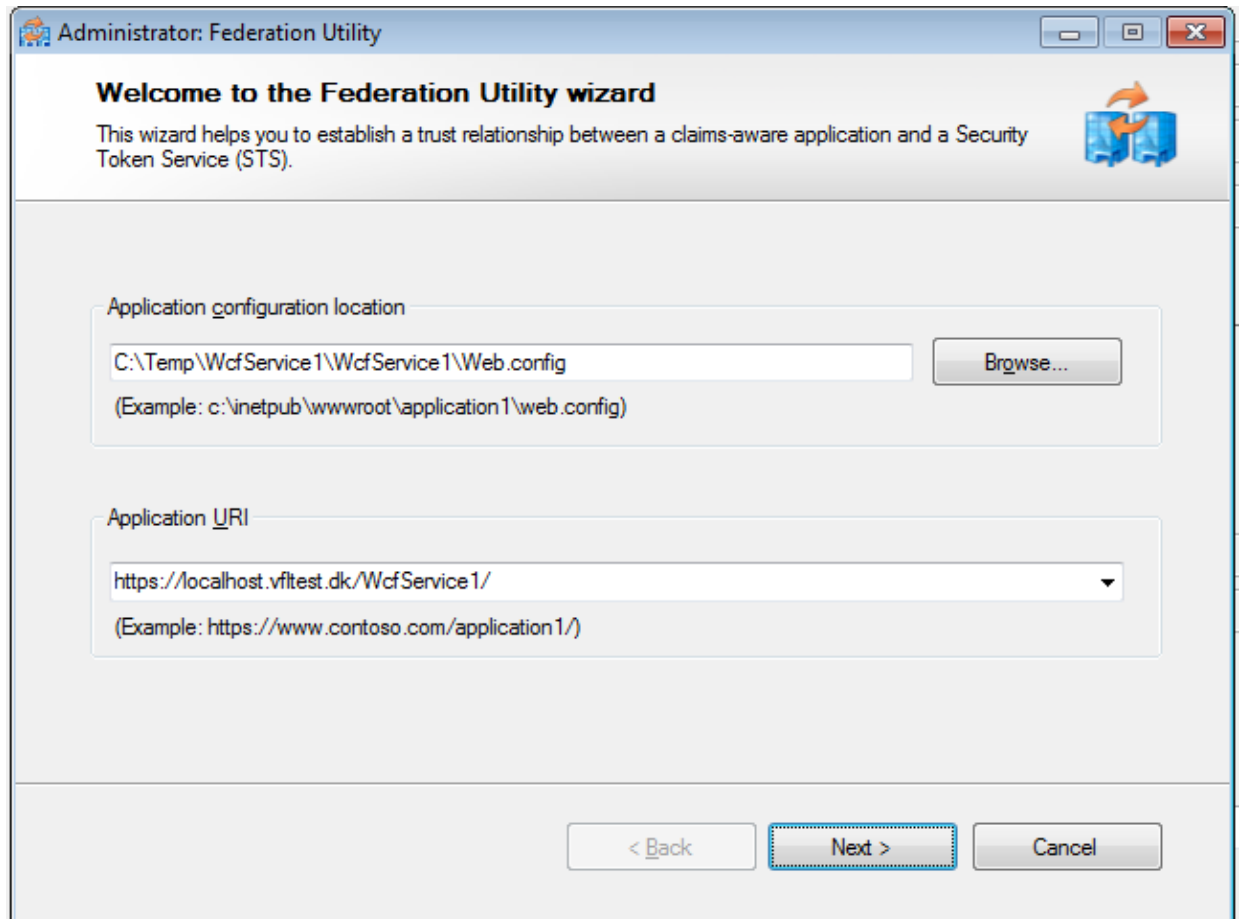 Administrator: Federation Utility
Welcome to the Federation Utility wizard
This wizard helps you to establish a trust relationship between a claims-aware application and a Security
Token Service (STS).
Application configuration location
C:\Temp\WcfService1\WcfService1\Web.config
Browse...
(Example: c:\inetpub\wwwroot\application1\web.config)
Application URI
https://localhost.vfltest.dk/WcfService1/
(Example: https://www.contoso.com/application1/)
< Back
Next >
Cancel